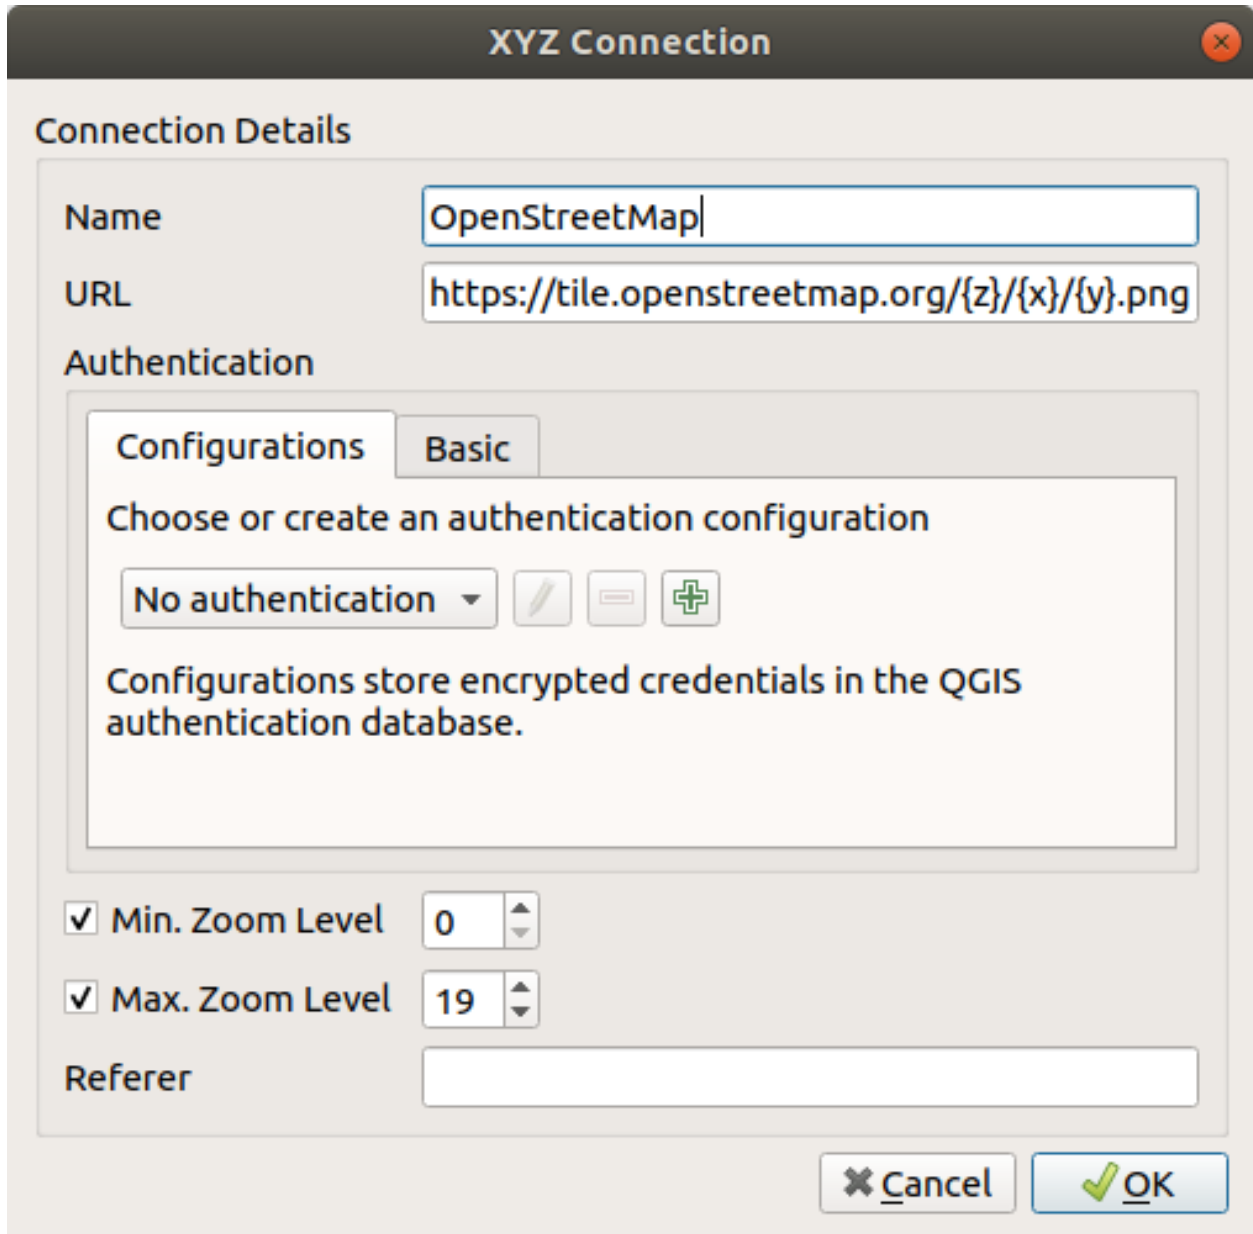 XYZ Connection
Connection Details
Name OpenStreetMap
URL https://tile.openstreetmap.org/{z}/{x}/{y}.png
Authentication
Configurations Basic
Choose or create an authentication configuration
No authentication
Configurations store encrypted credentials in the QGIS
authentication database.
Min. Zoom Level 0
Max. Zoom Level 19
Referer
Cancel OK